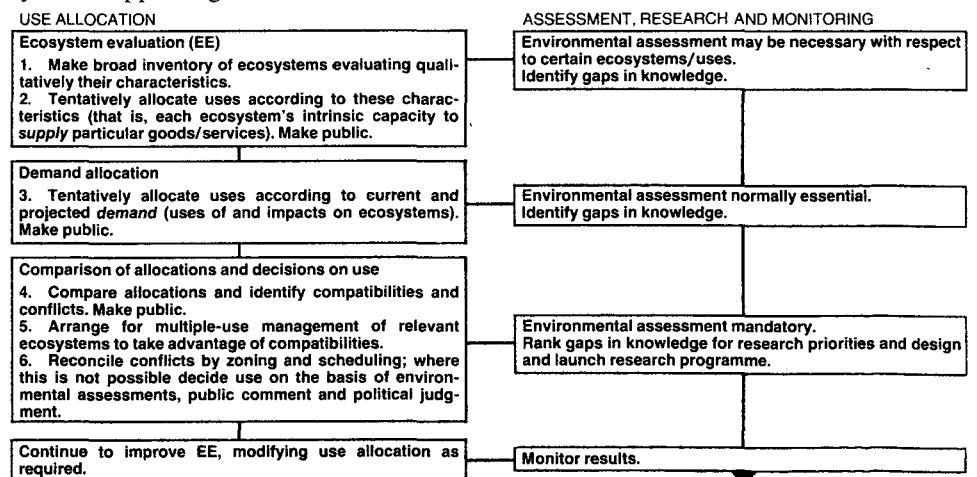 USE ALLOCATION
Ecosystem evaluation (EE)
1. Make broad inventory of ecosystems evaluating quali-
tatively their characteristics.
2. Tentatively allocate uses according to these charac-
teristics (that is, each ecosystem's intrinsic capacity to
supply particular goods/services). Make public.
Demand allocation
3. Tentatively allocate uses according to current and
projected demand (uses of and impacts on ecosystems).
Make public.
Comparison of allocations and decisions on use
4. Compare allocations and identify compatibilities and
conflicts. Make public.
5. Arrange for multiple-use management of relevant
ecosystems to take advantage of compatibilities.
6. Reconcile conflicts by zoning and scheduling; where
this is not possible decide use on the basis of environ-
mental assessments, public comment and political judg-
ment.
Continue to improve EE, modifying use allocation as
required.
ASSESSMENT, RESEARCH AND MONITORING
Environmental assessment may be necessary with respect
to certain ecosystems/uses.
Identify gaps in knowledge.
Environmental assessment normally essential.
Identify gaps in knowledge.
Environmental assessment mandatory.
Rank gaps in knowledge for research priorities and design
and launch research programme.
Monitor results.